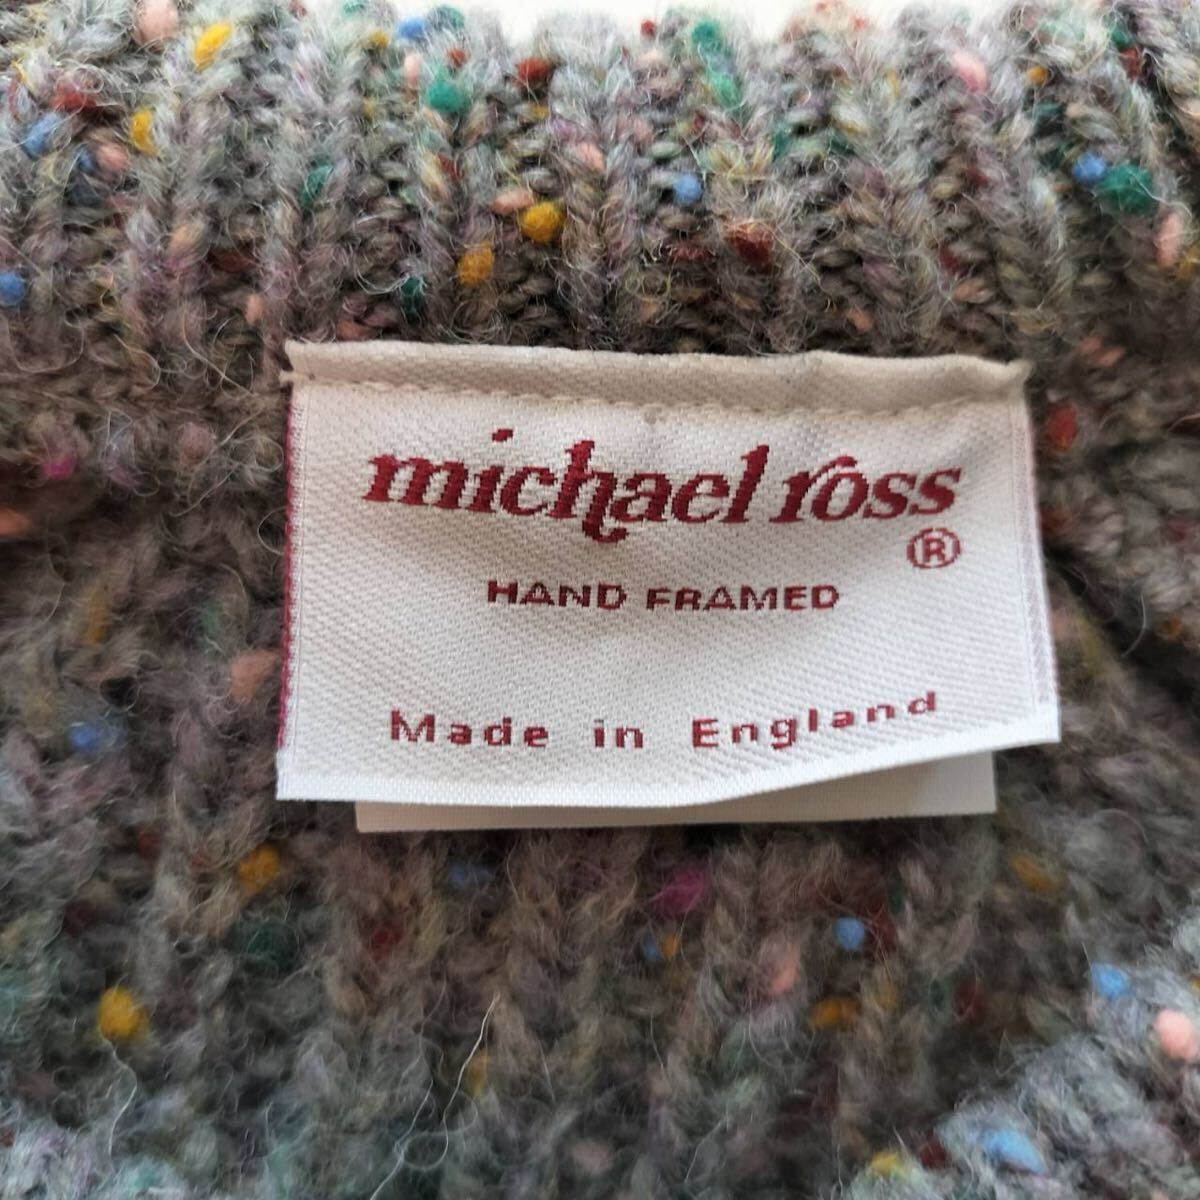 michael ross
®
HAND FRAMED
Made in England